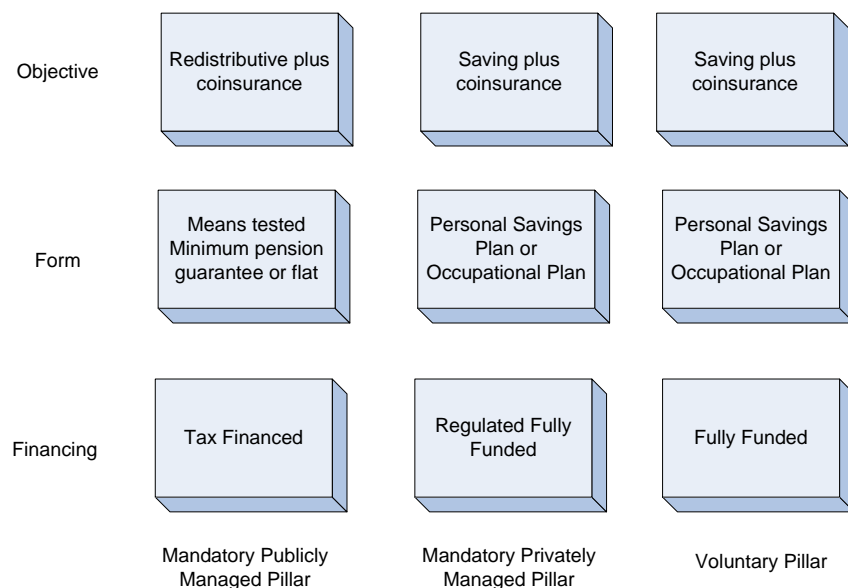 Objective
Redistributive plus
coinsurance
Saving plus
coinsurance
Saving plus
coinsurance
Form
Means tested
Minimum pension
guarantee or flat
Personal Savings
Plan or
Occupational Plan
Personal Savings
Plan or
Occupational Plan
Financing
Tax Financed
Regulated Fully
Funded
Fully Funded
Mandatory Publicly
Managed Pillar
Mandatory Privately
Managed Pillar
Voluntary Pillar